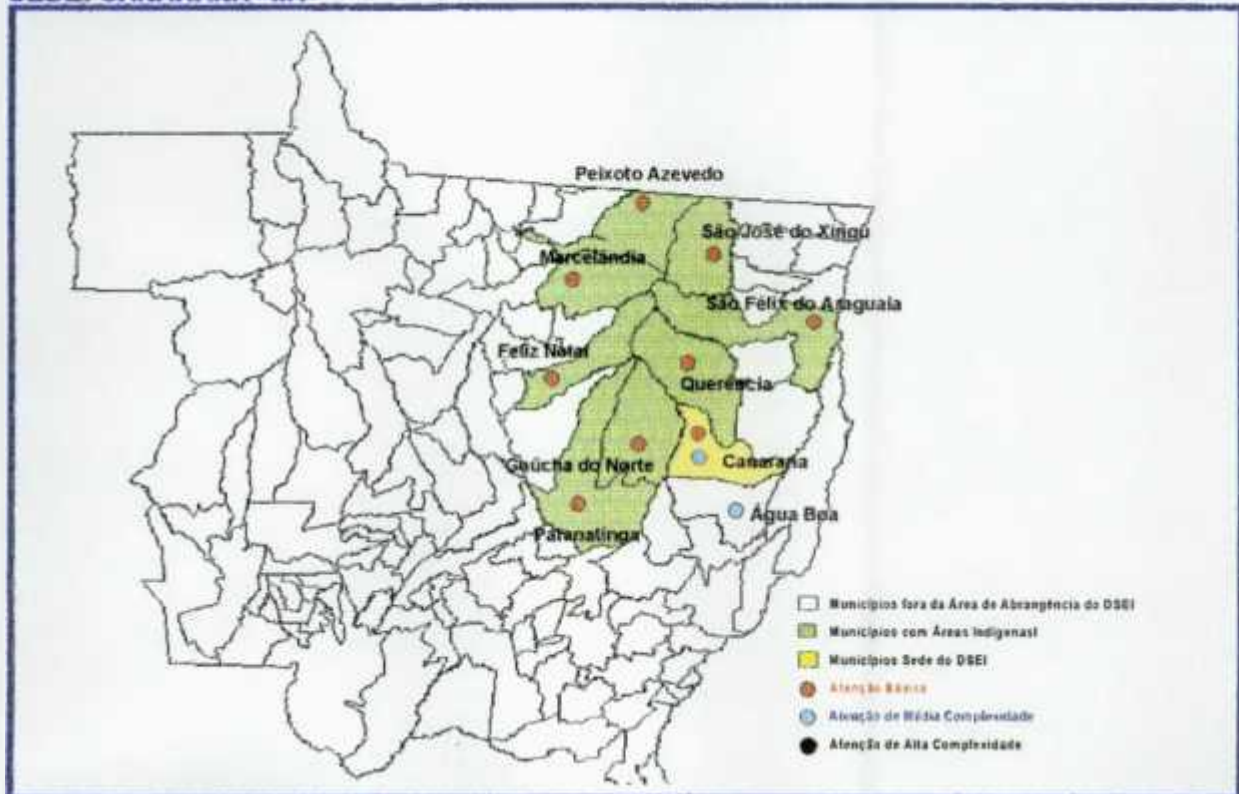 Peixoto Azevedo
São José do Xingú
Marcelândia
São Félix do Araguaia
Feliz Natal
Querência
Gaúcha do Norte
Canarana
Água Boa
Paranatinga
Municípios fora da Área de Abrangência do DSEI
Municípios com Áreas Indígenasl
Municípios Sede do DSEI
Atenção Básica
Atenção de Média Complexidade
Atenção de Alta Complexidade